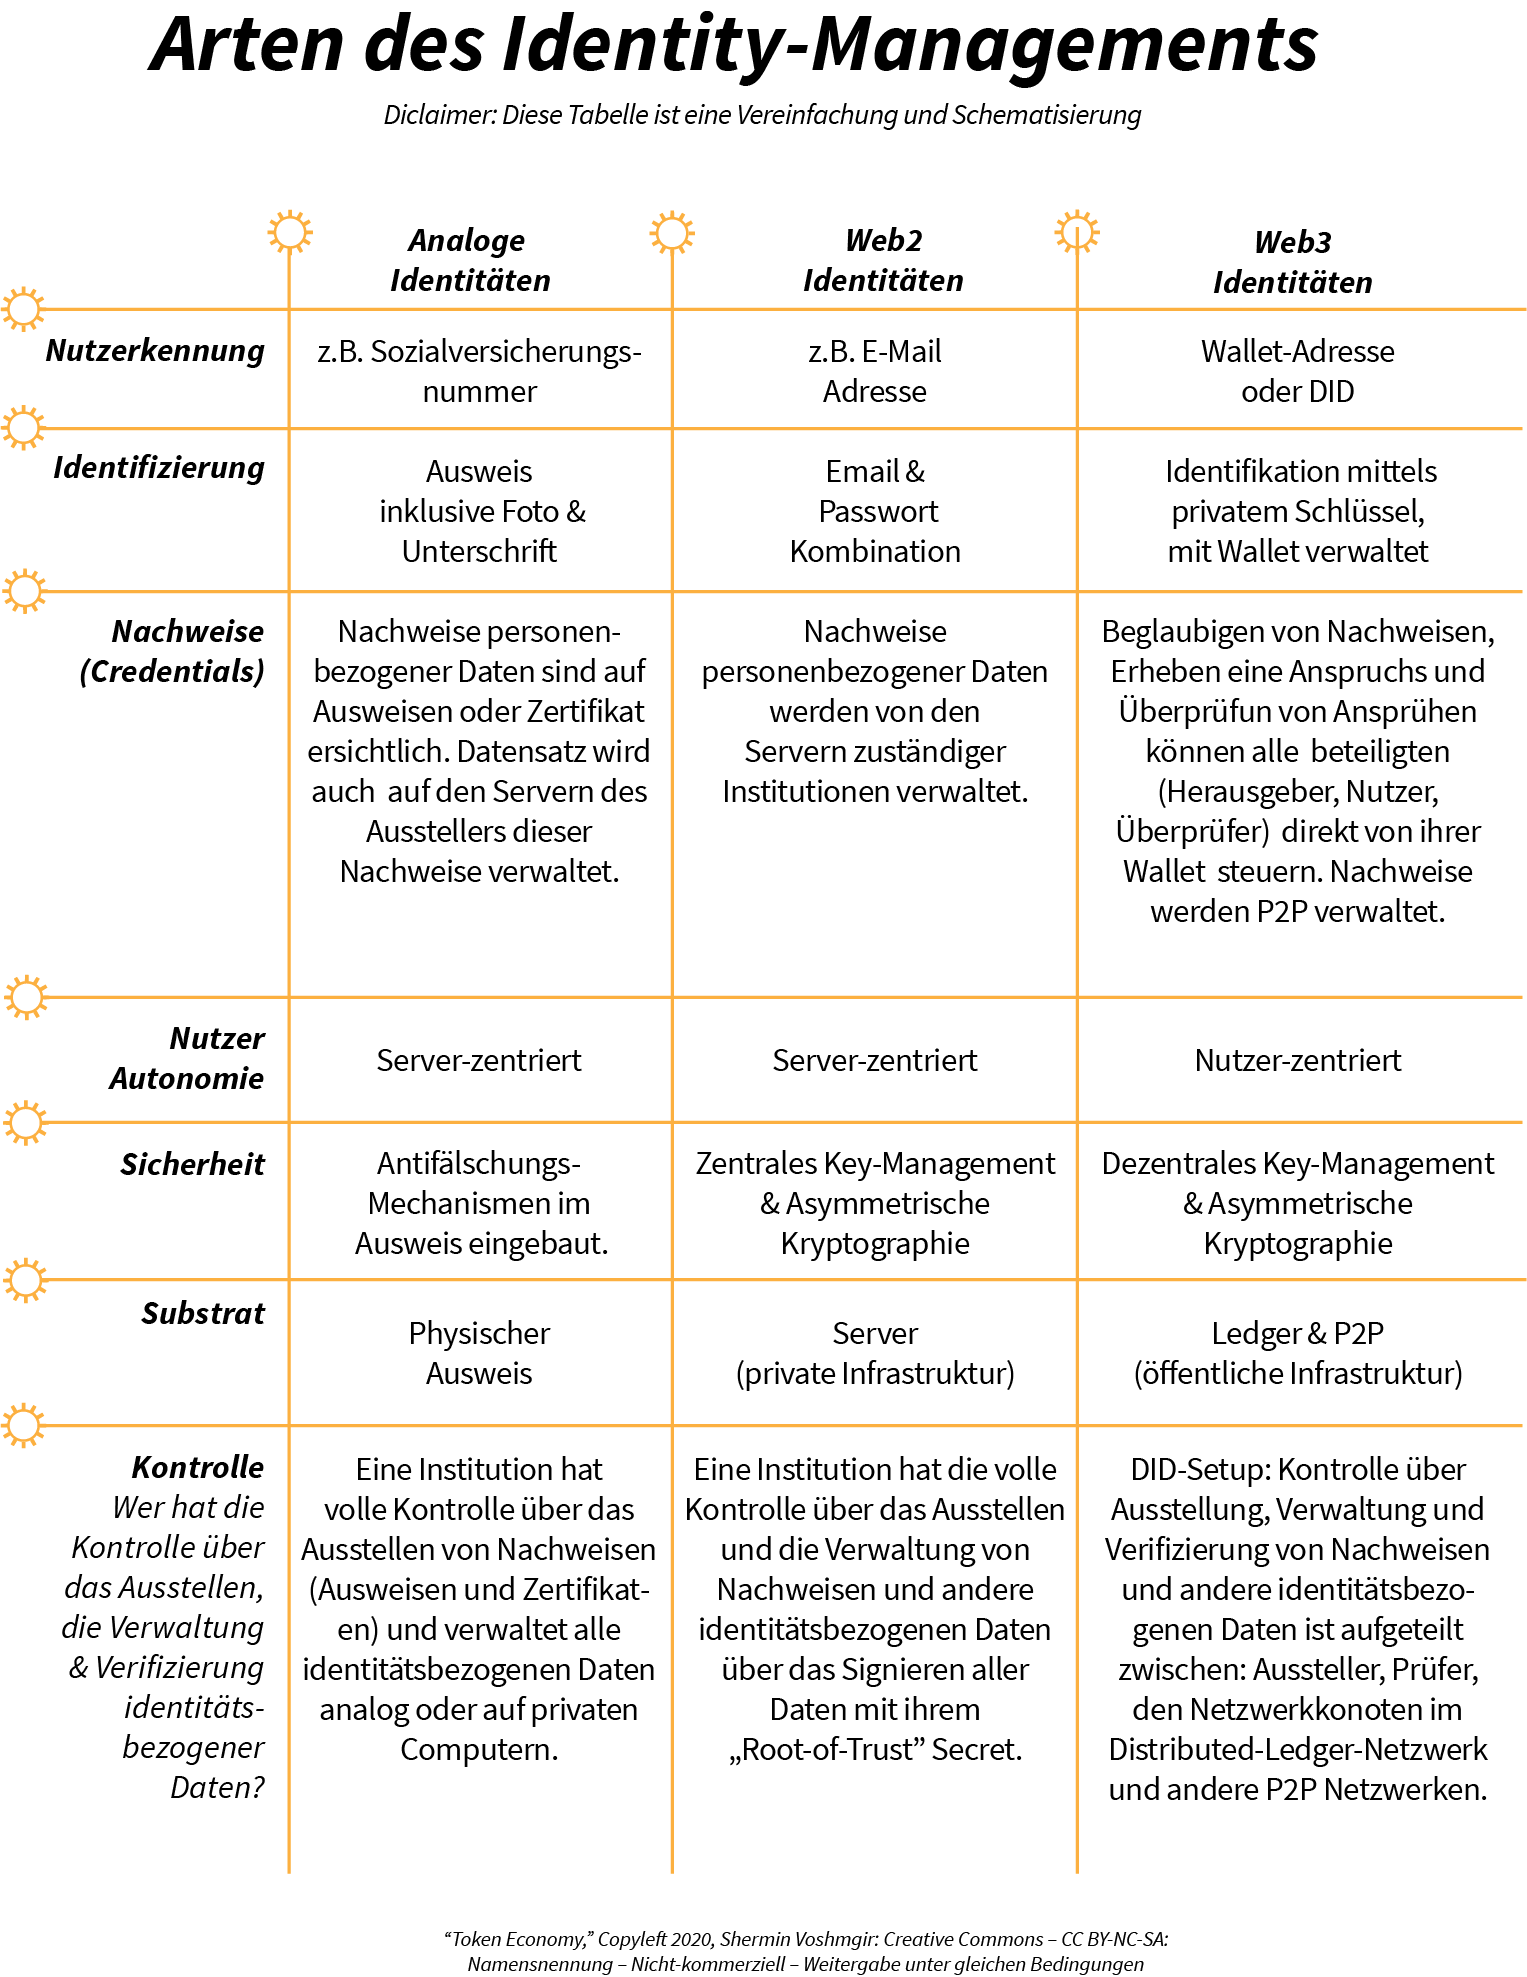 Arten des Identity-Managements
Diclaimer: Diese Tabelle ist eine Vereinfachung und Schematisierung
Analoge
Identitäten
Web2
Identitäten
Web3
Identitäten
Nutzerkennung
z.B. Sozialversicherungs-
nummer
z.B. E-Mail
Adresse
Wallet-Adresse
oder DID
Identifizierung
Ausweis
inklusive Foto &
Unterschrift
Email &
Passwort
Kombination
Identifikation mittels
privatem Schlüssel,
mit Wallet verwaltet
Nachweise
(Credentials)
Nachweise personen-
bezogener Daten sind auf
Ausweisen oder Zertifikat
ersichtlich. Datensatz wird
auch auf den Servern des
Ausstellers dieser
Nachweise verwaltet.
Nachweise
personenbezogener Daten
werden von den
Servern zuständiger
Institutionen verwaltet.
Beglaubigen von Nachweisen,
Erheben eine Anspruchs und
Überprüfun von Ansprühen
können alle beteiligten
(Herausgeber, Nutzer,
Überprüfer) direkt von ihrer
Wallet steuern. Nachweise
werden P2P verwaltet.
Nutzer
Autonomie
Server-zentriert
Server-zentriert
Nutzer-zentriert
Sicherheit
Antifälschungs-
Mechanismen im
Ausweis eingebaut.
Zentrales Key-Management
& Asymmetrische
Kryptographie
Dezentrales Key-Management
& Asymmetrische
Kryptographie
Substrat
Physischer
Ausweis
Server
(private Infrastruktur)
Ledger & P2P
(öffentliche Infrastruktur)
Kontrolle
Wer hat die
Kontrolle über
das Ausstellen,
die Verwaltung
& Verifizierung
identitäts-
bezogener
Daten?
Eine Institution hat
volle Kontrolle über das
Ausstellen von Nachweisen
(Ausweisen und Zertifikat-
en) und verwaltet alle
identitätsbezogenen Daten
analog oder auf privaten
Computern.
Eine Institution hat die volle
Kontrolle über das Ausstellen
und die Verwaltung von
Nachweisen und andere
identitätsbezogenen Daten
über das Signieren aller
Daten mit ihrem
„Root-of-Trust” Secret.
DID-Setup: Kontrolle über
Ausstellung, Verwaltung und
Verifizierung von Nachweisen
und andere identitätsbezo-
genen Daten ist aufgeteilt
zwischen: Aussteller, Prüfer,
den Netzwerkkonoten im
Distributed-Ledger-Netzwerk
und andere P2P Netzwerken.
“Token Economy,” Copyleft 2020, Shermin Voshmgir: Creative Commons – CC BY-NC-SA:
Namensnennung – Nicht-kommerziell – Weitergabe unter gleichen Bedingungen